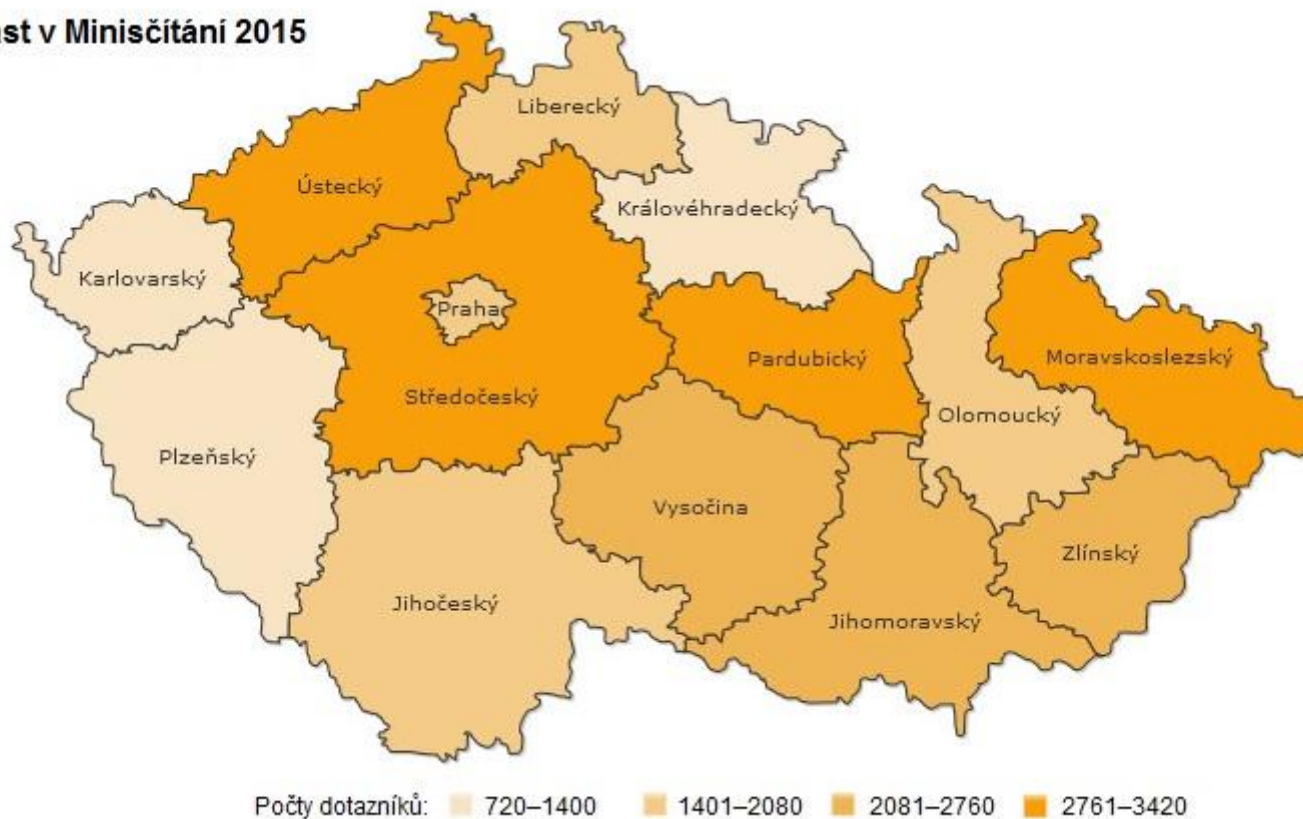 v Minisčítání 2015
Liberecký
Ústecký
Královéhradecký
Karlovarský
Praha
Pardubický
Moravskoslezský
Středočeský
Olomoucký
Plzeňský
Vysočina
Zlínský
Jihočeský
Jihomoravský
Počty dotazníků: 720–1400 1401–2080 2081–2760 2761–3420